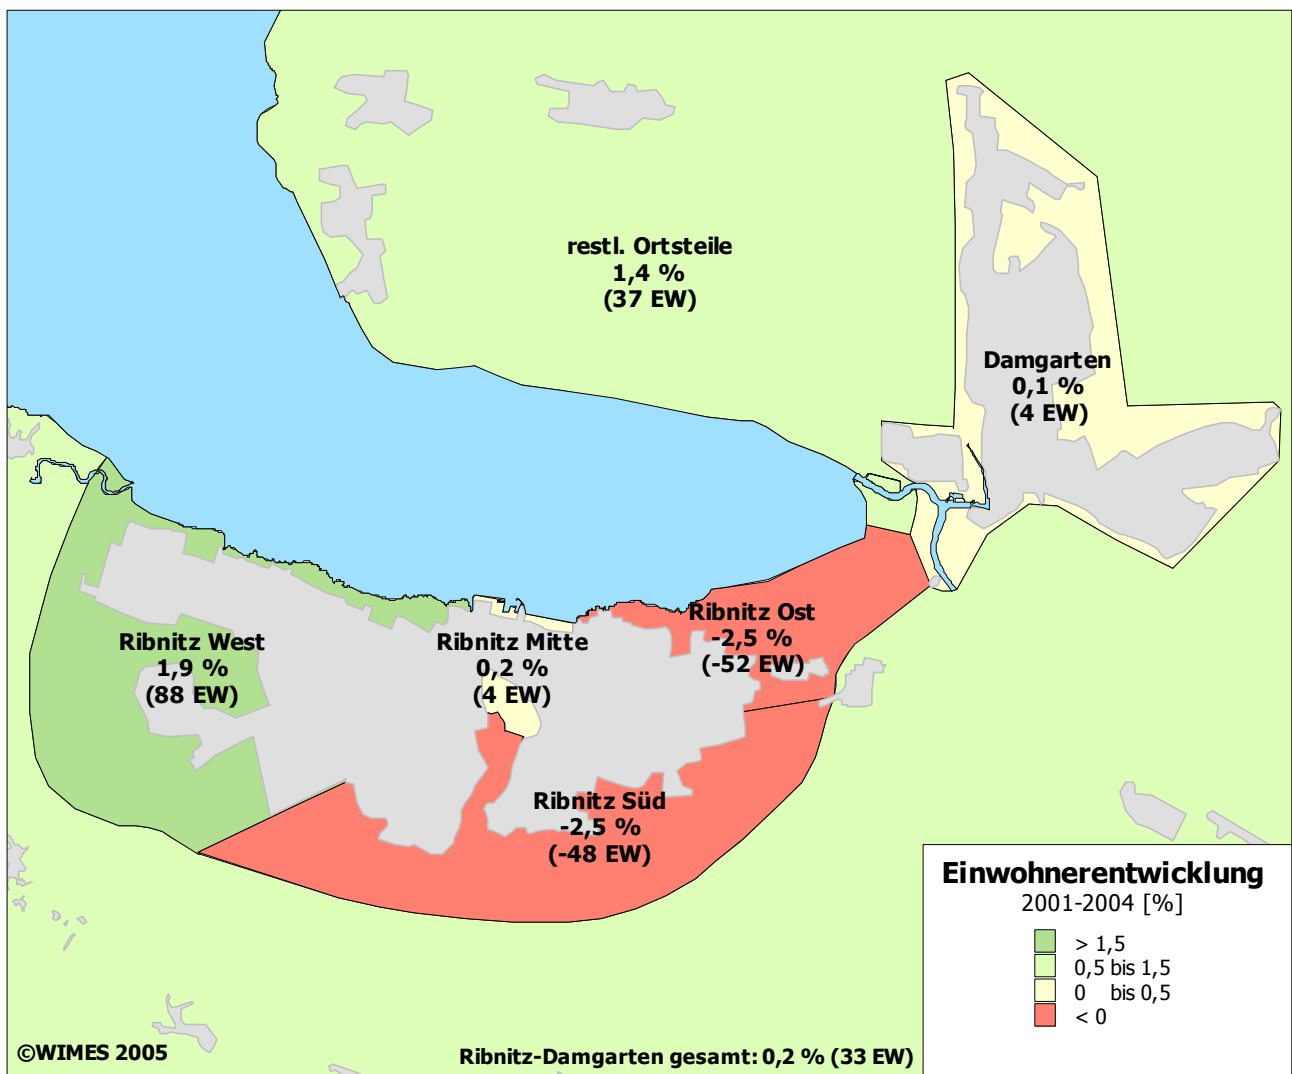 restl. Ortsteile
1,4 %
(37 EW)
Damgarten
0,1 %
(4 EW)
Ribnitz West
1,9 %
(88 EW)
Ribnitz Mitte
0,2 %
(4 EW)
Ribnitz Ost
-2,5 %
(-52 EW)
Ribnitz Süd
-2,5 %
(-48 EW)
Einwohnerentwicklung
2001-2004 [%]
> 1,5
0,5 bis 1,5
0 bis 0,5
< 0
©WIMES 2005
Ribnitz-Damgarten gesamt: 0,2 % (33 EW)